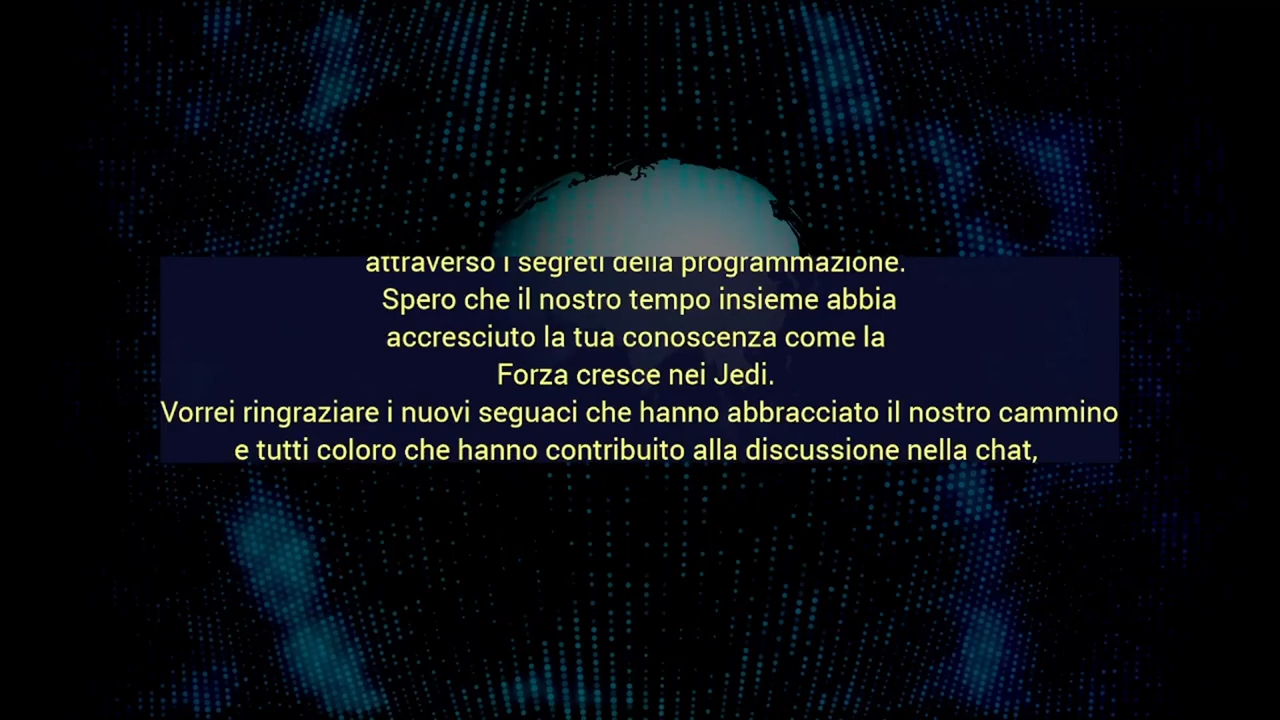 attraverso i segreti della programmazione.
Spero che il nostro tempo insieme abbia
accresciuto la tua conoscenza come la
Forza cresce nei Jedi.
Vorrei ringraziare i nuovi seguaci che hanno abbracciato il nostro cammino
e tutti coloro che hanno contribuito alla discussione nella chat,